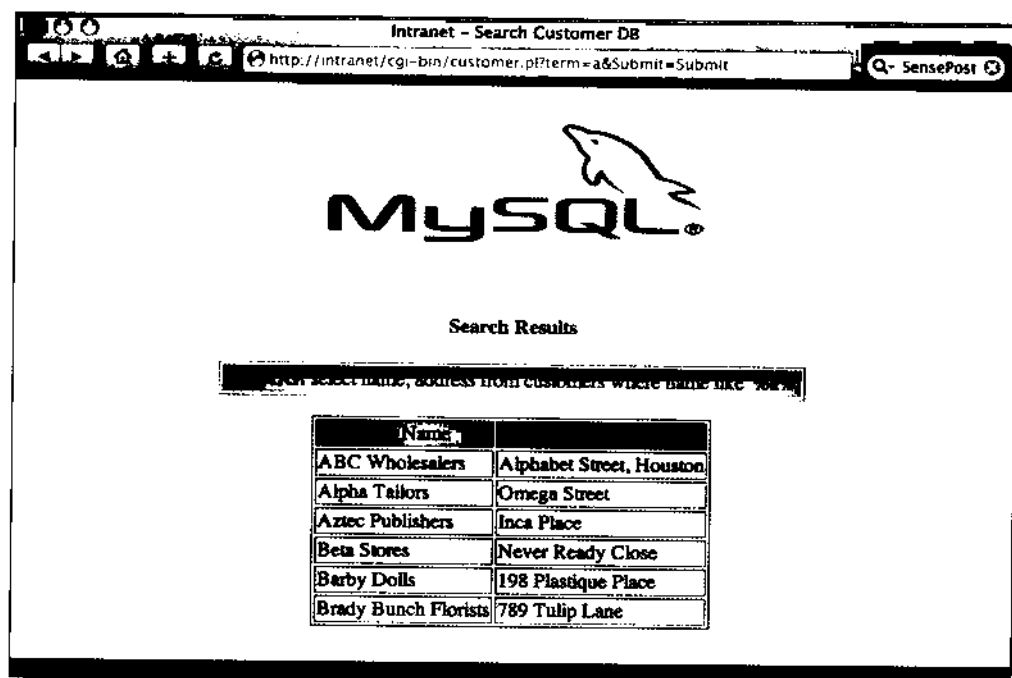 Intranet – Search Customer DB
http://intranet/cgi-bin/customer.pl?term=a&Submit=Submit
SensePost
MySQL®
Search Results
select name, address from customers where name like
Name
ABC Wholesalers Alphabet Street, Houston
Alpha Tailors Omega Street
Aztec Publishers Inca Place
Beta Stores Never Ready Close
Barby Dolls 198 Plastique Place
Brady Bunch Florists 789 Tulip Lane